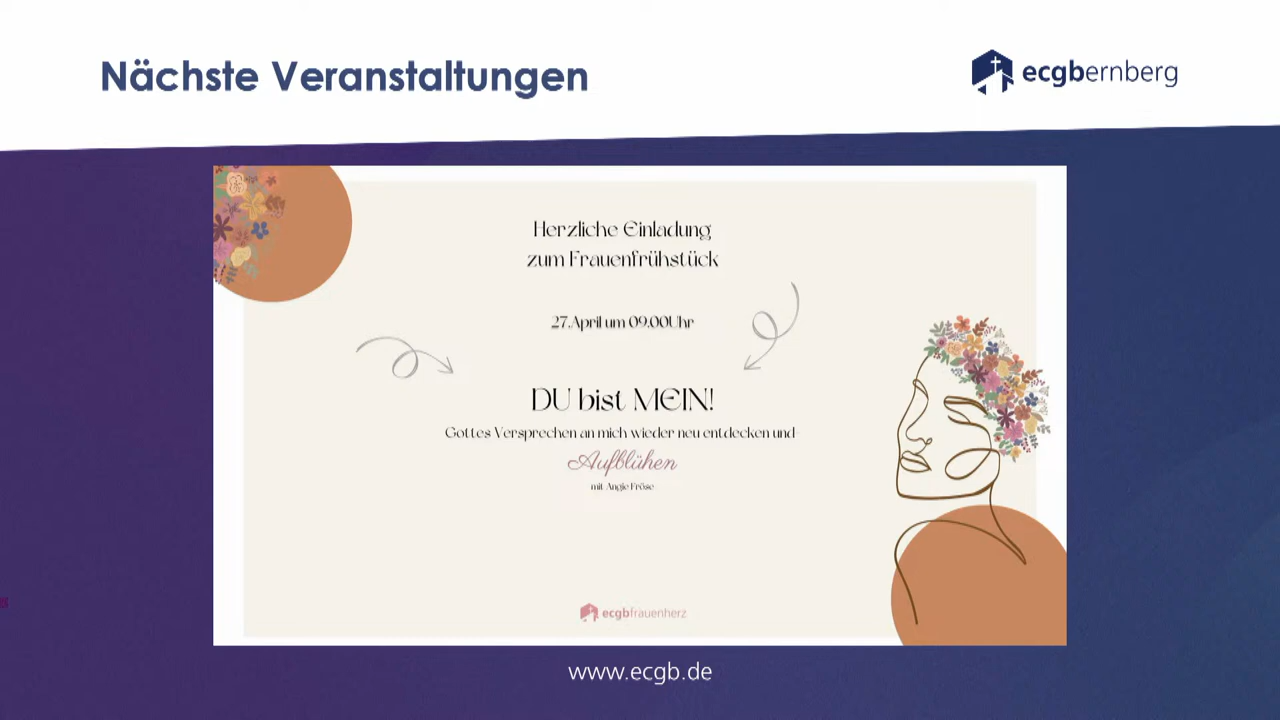 Nächste Veranstaltungen
ecgbernberg
Herzliche Einladung
zum Frauenfrühstück
27.April um 09.00Uhr
DU bist MEIN!
Gottes Versprechen an mich wieder neu entdecken und
Aufblühen
mit Angie Fröse
ecgbfrauenherz
www.ecgb.de